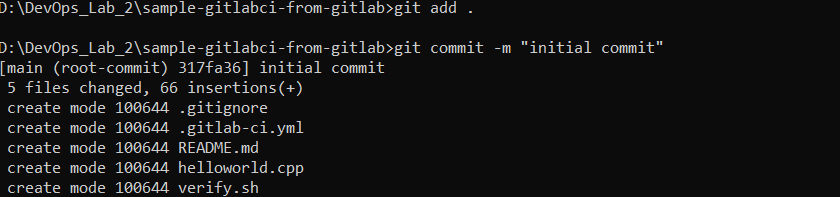 D:\DevOps_Lab_2\sample-gitlabci-from-gitlab>git add .
D:\DevOps_Lab_2\sample-gitlabci-from-gitlab>git commit -m "initial commit"
[main (root-commit) 317fa36] initial commit
 5 files changed, 66 insertions(+)
 create mode 100644 .gitignore
 create mode 100644 .gitlab-ci.yml
 create mode 100644 README.md
 create mode 100644 helloworld.cpp
 create mode 100644 verify.sh